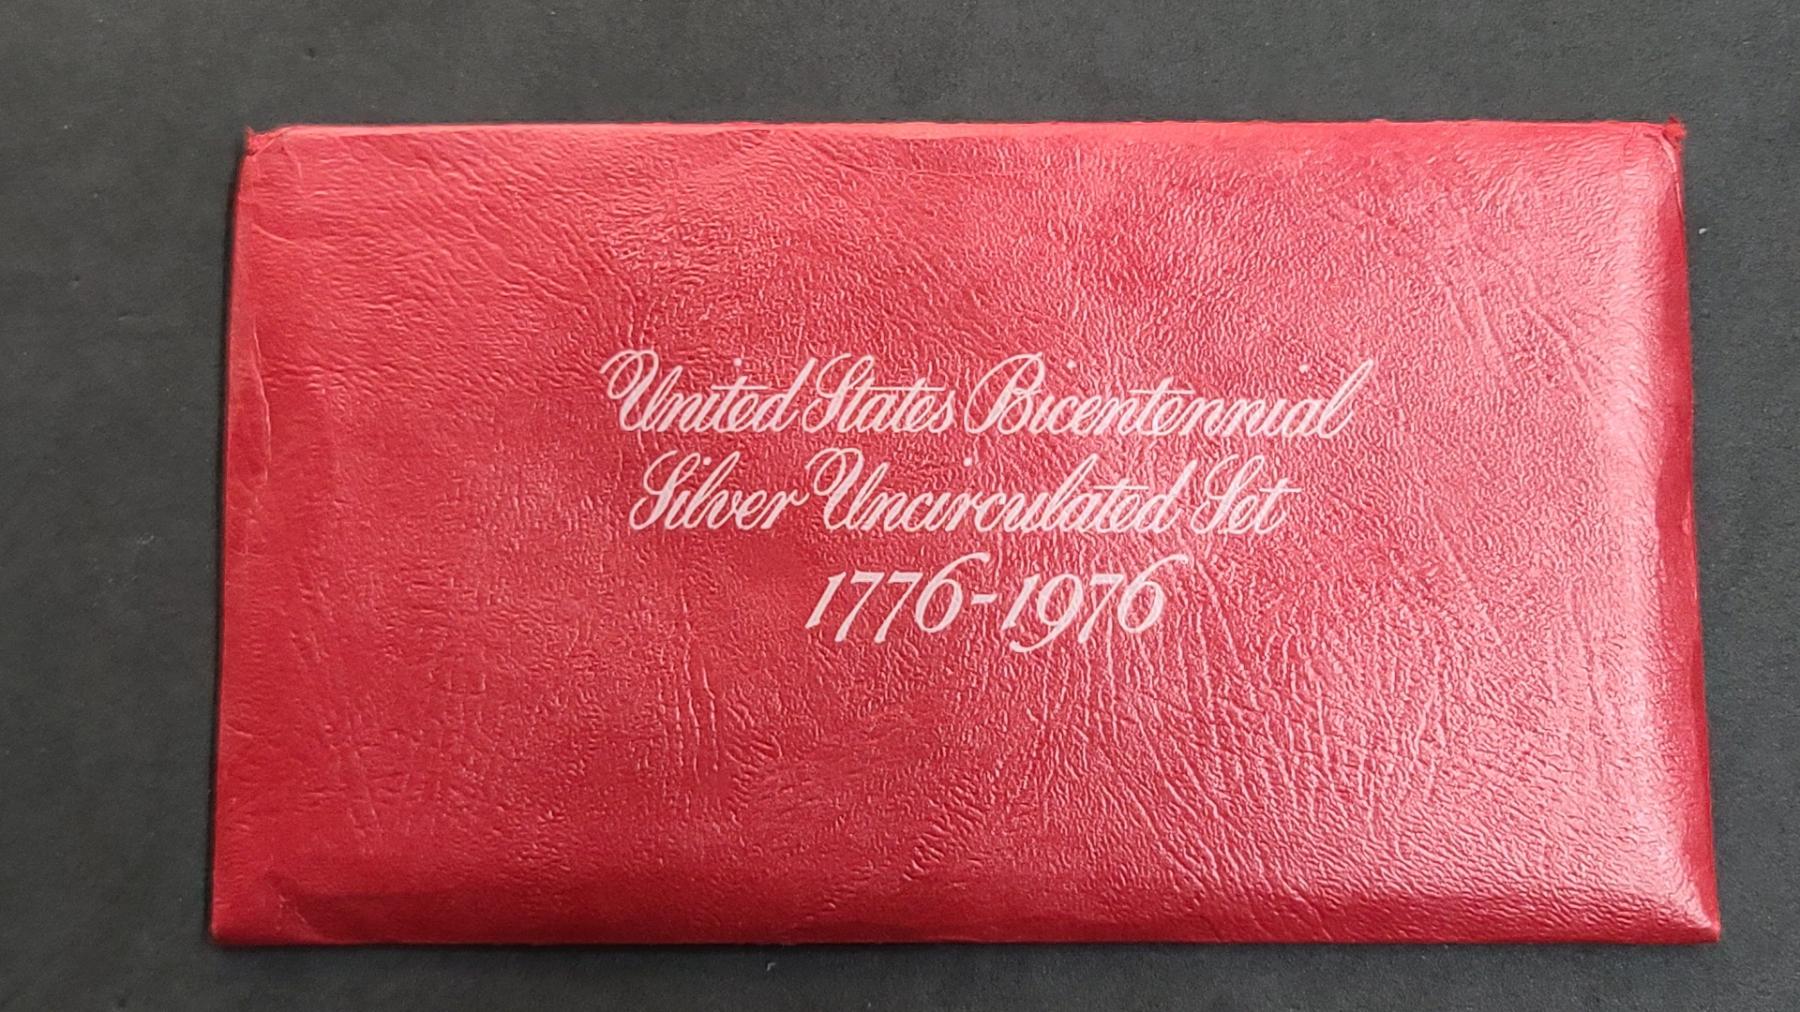 United States Bicentennial
Silver Uncirculated Set
1776-1976